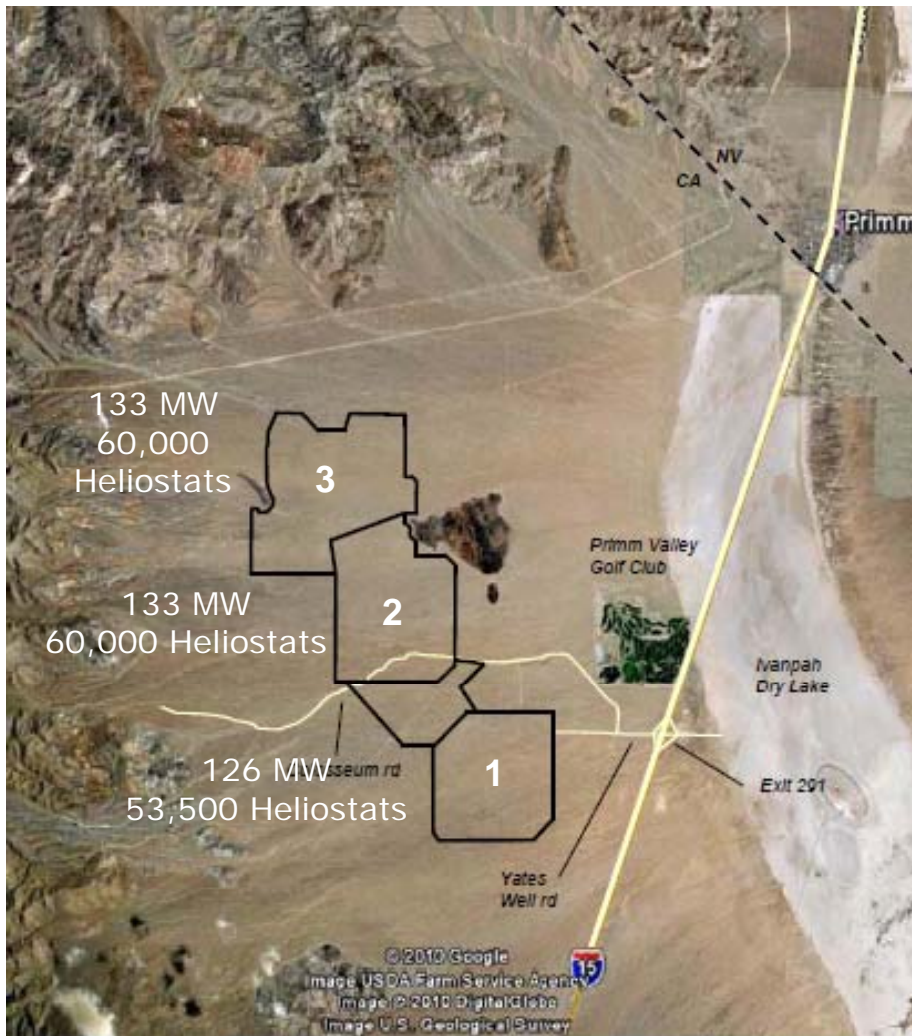 NV
CA
Primm
133 MW
60,000
Heliostats
3
Primm Valley
Golf Club
133 MW
60,000 Heliostats
2
Ivanpah
Dry Lake
126 MW
sseum rd
53,500 Heliostats
1
Exit 291
Yates
Well rd
15
© 2010 Google
Image USDA Farm Service Agency
Image © 2010 DigitalGlobe
Image U.S. Geological Survey